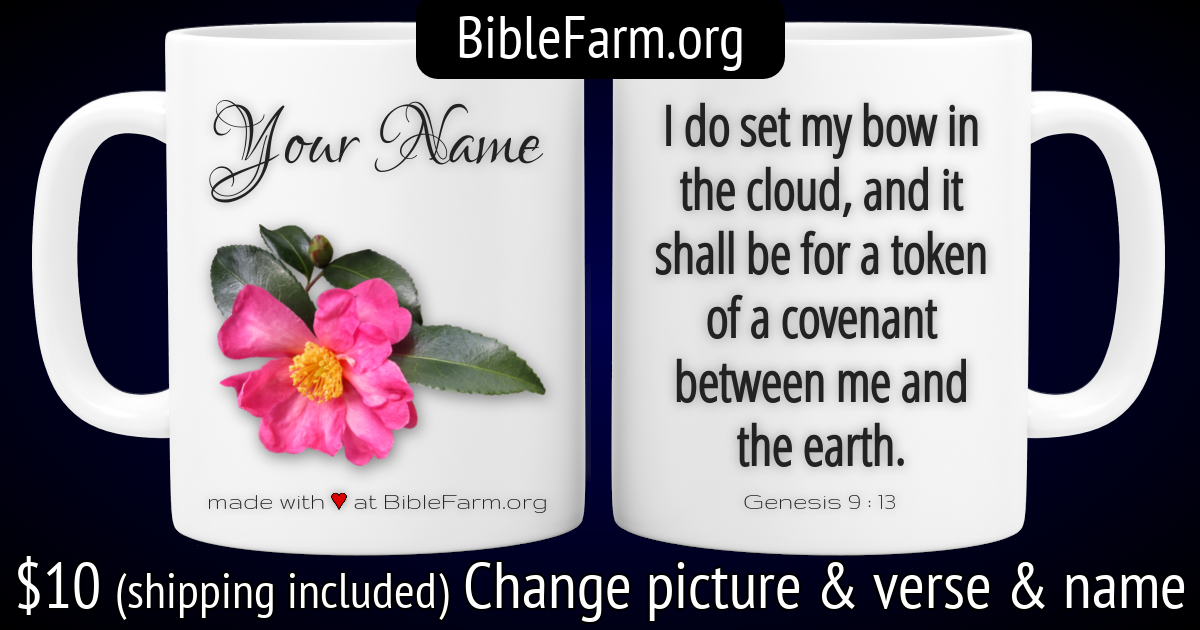 BibleFarm.org
Your Name
made with ♥ at BibleFarm.org
I do set my bow in
the cloud, and it
shall be for a token
of a covenant
between me and
the earth.
Genesis 9 : 13
$10 (shipping included) Change picture & verse & name